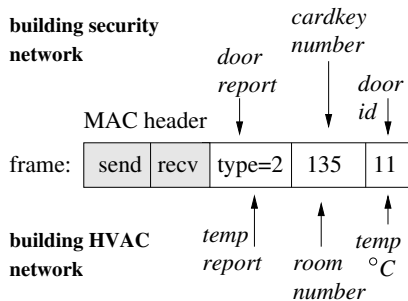 building security
network
door
report
cardkey
number
door
id
MAC header
frame: send recv type=2 135 11
building HVAC
network
temp
report
room
number
temp
°C